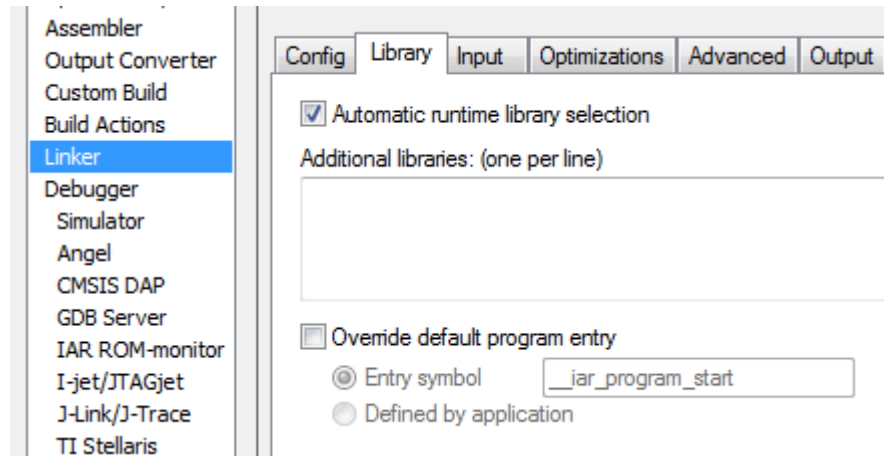 Assembler
Output Converter
Custom Build
Build Actions
Linker
Debugger
Simulator
Angel
CMSIS DAP
GDB Server
IAR ROM-monitor
I-jet/JTAGjet
J-Link/J-Trace
TI Stellaris
Config Library Input Optimizations Advanced Output
Automatic runtime library selection
Additional libraries: (one per line)
Override default program entry
Entry symbol __iar_program_start
Defined by application